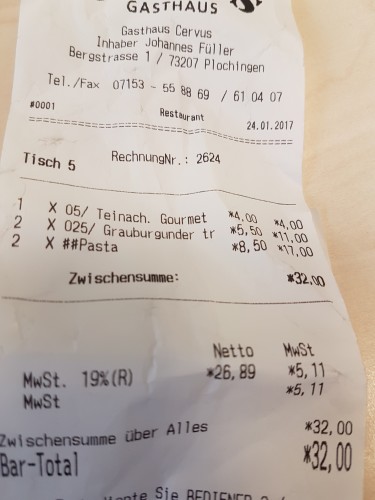 GASTHAUS
Gasthaus Cervus
Inhaber Johannes Füller
Bergstrasse 1 / 73207 Plochingen
Tel./Fax 07153 - 55 88 69 / 61 04 07
#0001 Restaurant 24.01.2017
Tisch 5 RechnungNr.: 2624
1 X 05/ Teinach. Gourmet *4,00 *4,00
2 X 025/ Grauburgunder tr *5,50 *11,00
2 X ##Pasta *8,50 *17,00
Zwischensumme: *32,00
Netto MwSt
MwSt. 19%(R) *26,89 *5,11
MwSt *5,11
Zwischensumme über Alles *32,00
Bar-Total *32,00
Sie BEDIENED